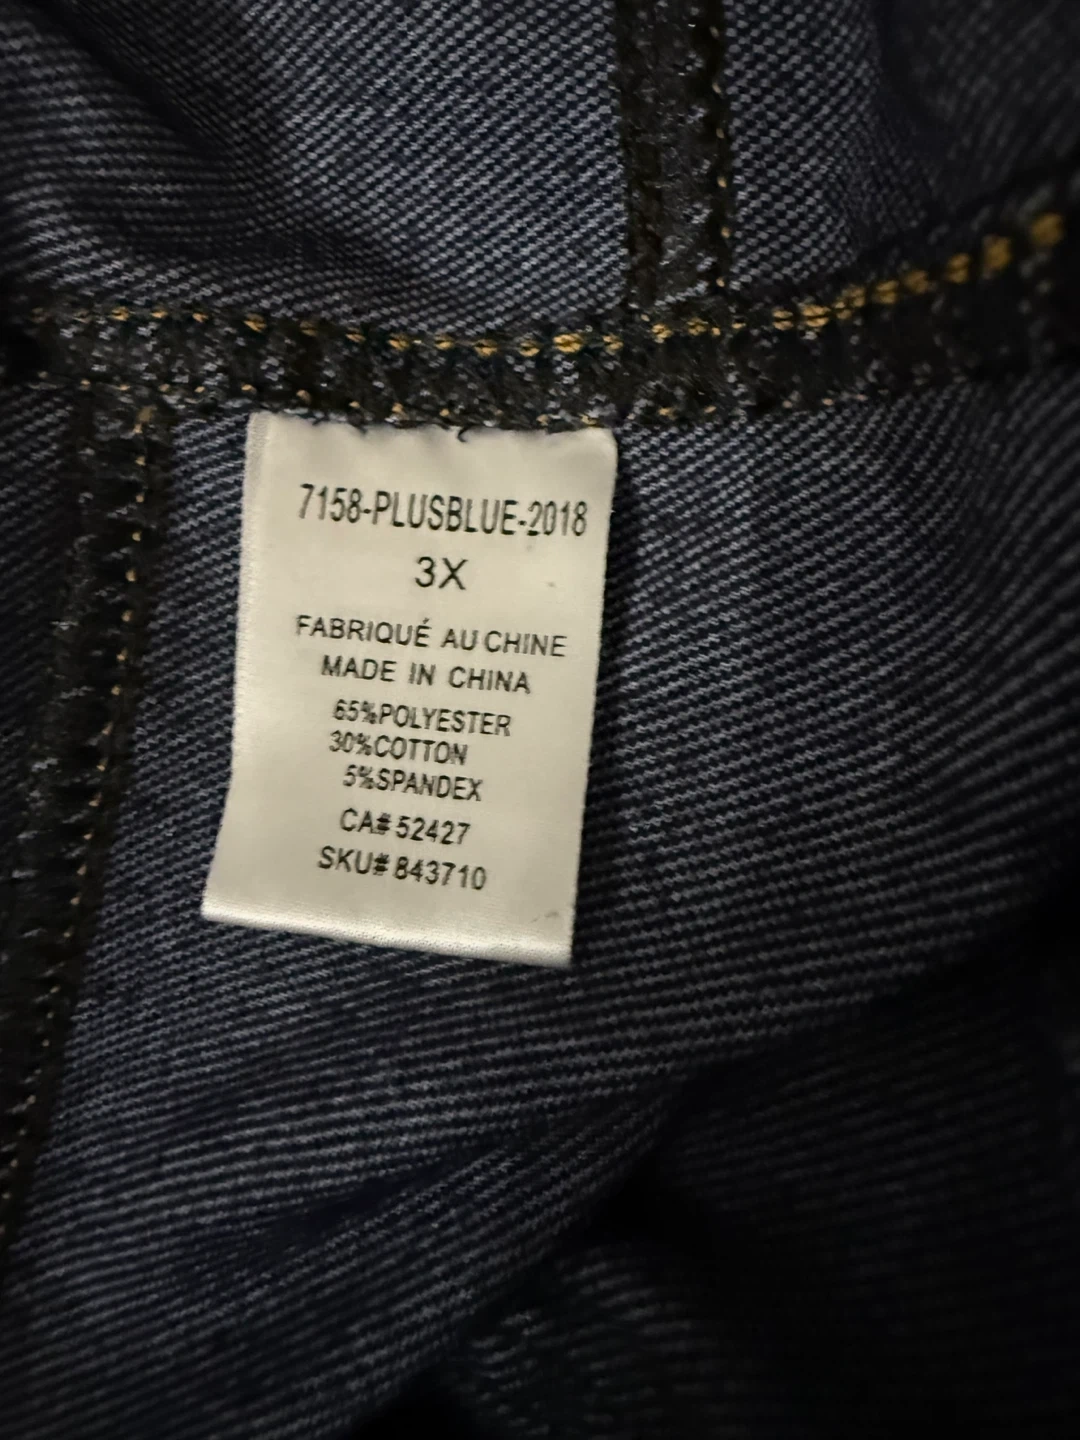 7158-PLUSBLUE-2018
3X
FABRIQUÉ AU CHINE
MADE IN CHINA
65%POLYESTER
30%COTTON
5%SPANDEX
CA# 52427
SKU# 843710